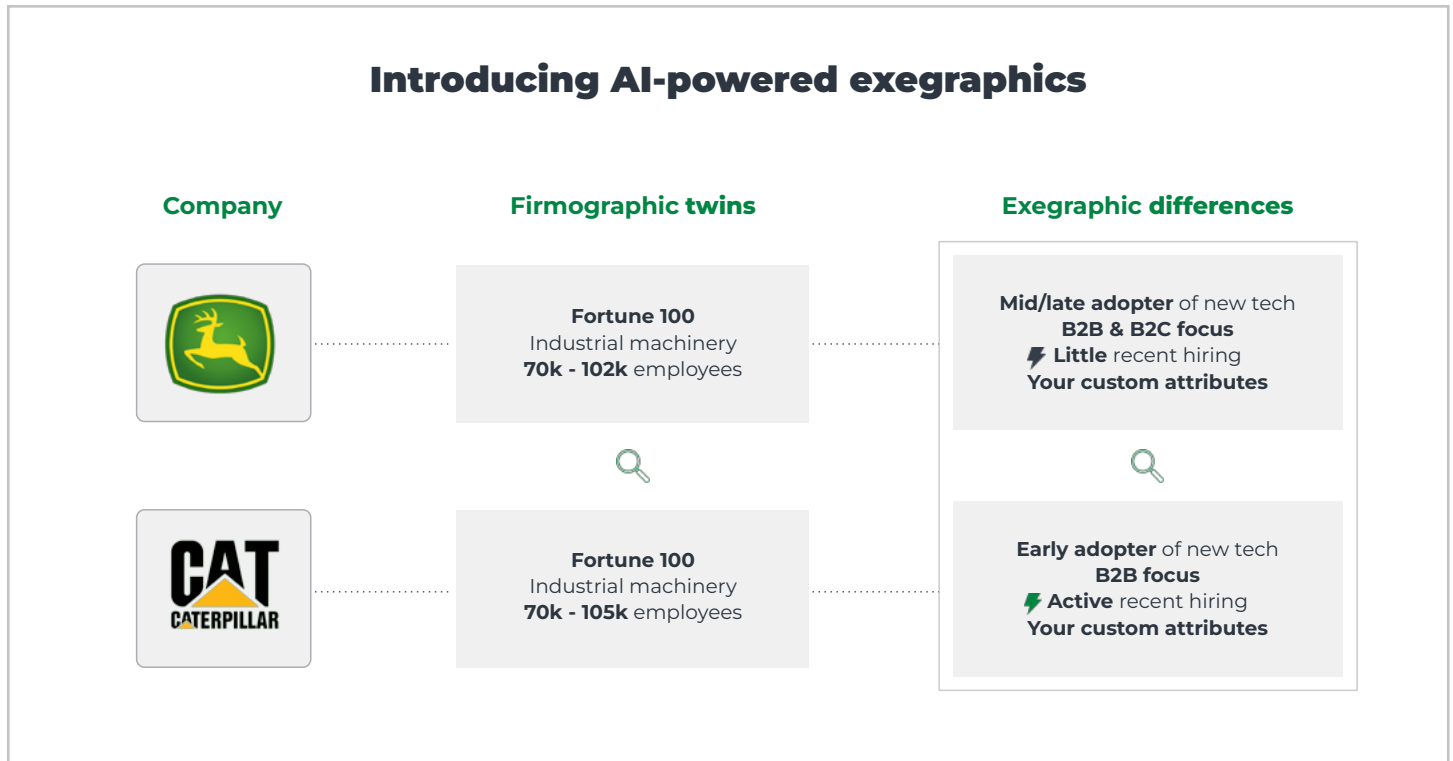 Introducing AI-powered exegraphics
Company
Firmographic twins
Exegraphic differences
Fortune 100
Industrial machinery
70k - 102k employees
Mid/late adopter of new tech
B2B & B2C focus
Little recent hiring
Your custom attributes
CAT
CATERPILLAR
Fortune 100
Industrial machinery
70k - 105k employees
Early adopter of new tech
B2B focus
Active recent hiring
Your custom attributes